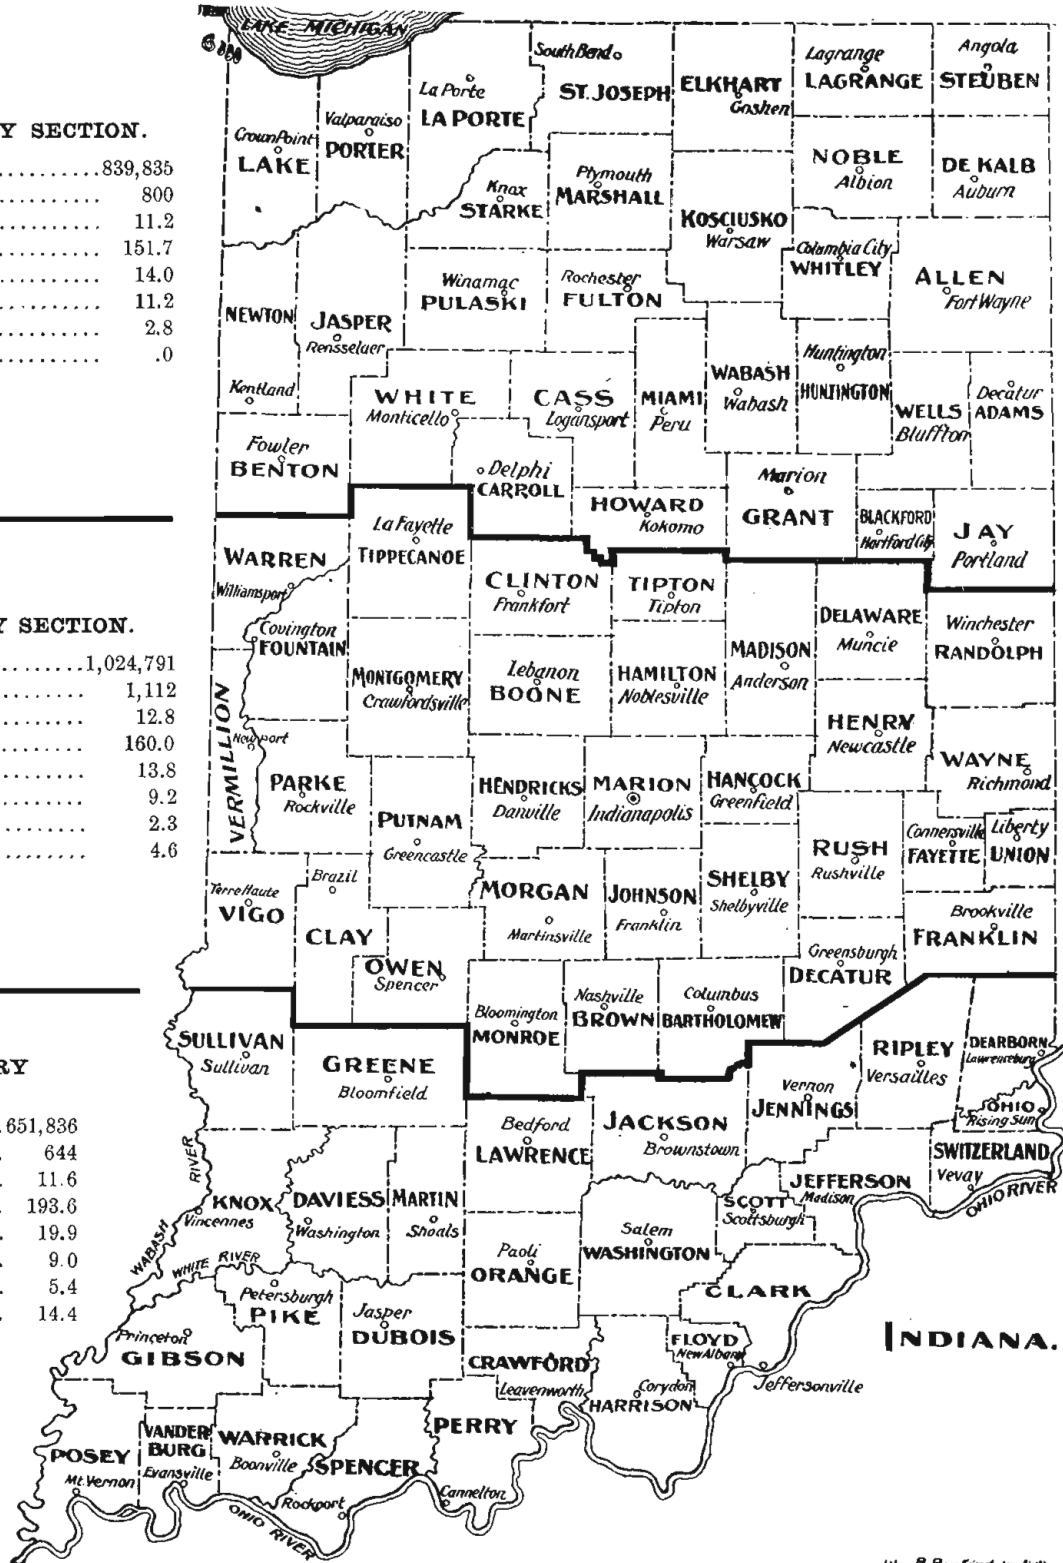 LAKE MICHIGAN
Y SECTION.
839,835
800
11.2
151.7
14.0
11.2
2.8
.0
Y SECTION.
1,024,791
1,112
12.8
160.0
13.8
9.2
2.3
4.6
RY
651,836
644
11.6
193.6
19.9
9.0
5.4
14.4
Crown Point
LAKE
Valparaiso
PORTER
La Porte
LA PORTE
South Bend
ST. JOSEPH
ELKHART
Goshen
Lagrange
LAGRANGE
Angola
STEUBEN
Knox
STARKE
Plymouth
MARSHALL
KOSCIUSKO
Warsaw
NOBLE
Albion
DE KALB
Auburn
Columbia City
WHITLEY
ALLEN
Fort Wayne
NEWTON
Kentland
JASPER
Rensselaer
Winamac
PULASKI
Rochester
FULTON
WHITE
Monticello
CASS
Logansport
MIAMI
Peru
WABASH
Wabash
Huntington
HUNTINGTON
WELLS
Bluffton
Decatur
ADAMS
Fowler
BENTON
Delphi
CARROLL
HOWARD
Kokomo
Marion
GRANT
BLACKFORD
Hartford City
JAY
Portland
WARREN
Williamsport
La Fayette
TIPPECANOE
CLINTON
Frankfort
TIPTON
Tipton
DELAWARE
Muncie
Winchester
RANDOLPH
Covington
FOUNTAIN
MONTGOMERY
Crawfordsville
Lebanon
BOONE
HAMILTON
Noblesville
MADISON
Anderson
HENRY
Newcastle
WAYNE
Richmond
VERMILLION
Newport
PARKE
Rockville
PUTNAM
Greencastle
HENDRICKS
Danville
MARION
Indianapolis
HANCOCK
Greenfield
RUSH
Rushville
Connersville
FAYETTE
Liberty
UNION
Terre Haute
VIGO
Brazil
CLAY
OWEN
Spencer
MORGAN
Martinsville
JOHNSON
Franklin
SHELBY
Shelbyville
Greensburgh
DECATUR
Brookville
FRANKLIN
SULLIVAN
Sullivan
GREENE
Bloomfield
Bloomington
MONROE
Nashville
BROWN
Columbus
BARTHOLOMEW
Vernon
JENNINGS
RIPLEY
Versailles
DEARBORN
Lawrenceburg
OHIO
Rising Sun
Bedford
LAWRENCE
JACKSON
Brownstown
SWITZERLAND
Vevay
JEFFERSON
Madison
OHIO RIVER
WABASH RIVER
KNOX
Vincennes
DAVIESS
Washington
MARTIN
Shoals
SCOTT
Scottsburgh
Salem
WASHINGTON
Paoli
ORANGE
CLARK
WHITE RIVER
Petersburgh
PIKE
Jasper
DUBOIS
Princeton
GIBSON
CRAWFORD
Leavenworth
FLOYD
New Albany
Jeffersonville
Corydon
HARRISON
INDIANA.
POSEY
Mt. Vernon
VANDER
BURG
Evansville
WARRICK
Boonville
SPENCER
Rockport
PERRY
Cannelton
OHIO RIVER